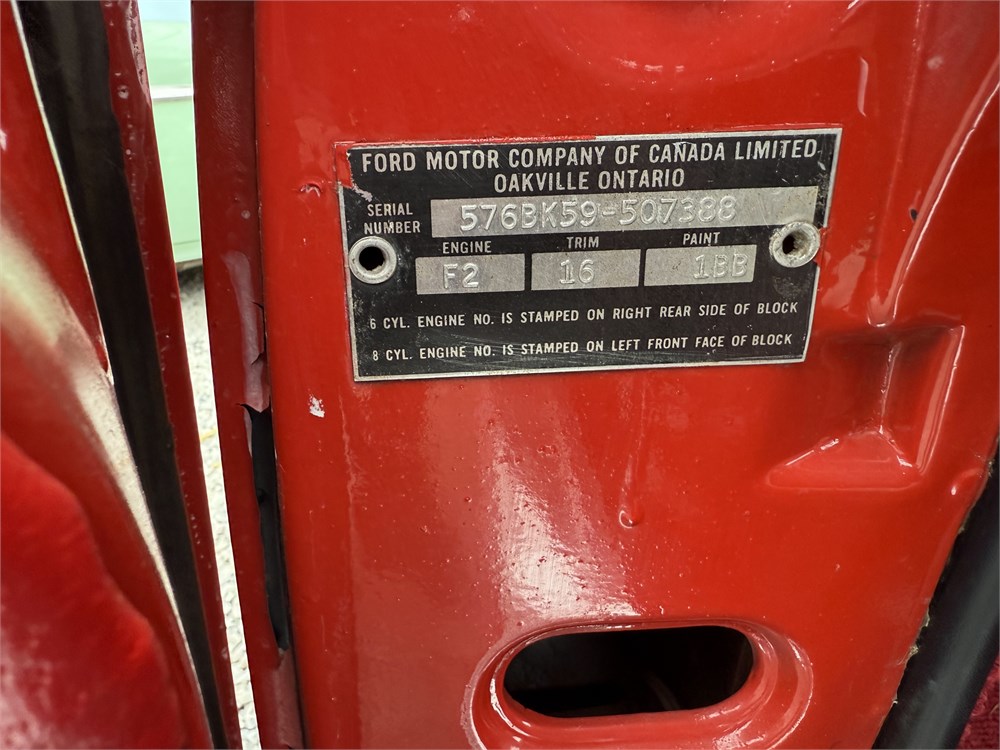 FORD MOTOR COMPANY OF CANADA LIMITED
OAKVILLE ONTARIO
SERIAL NUMBER 576BK59-507388
ENGINE TRIM PAINT
F2 16 1BB
6 CYL. ENGINE NO. IS STAMPED ON RIGHT REAR SIDE OF BLOCK
8 CYL. ENGINE NO. IS STAMPED ON LEFT FRONT FACE OF BLOCK